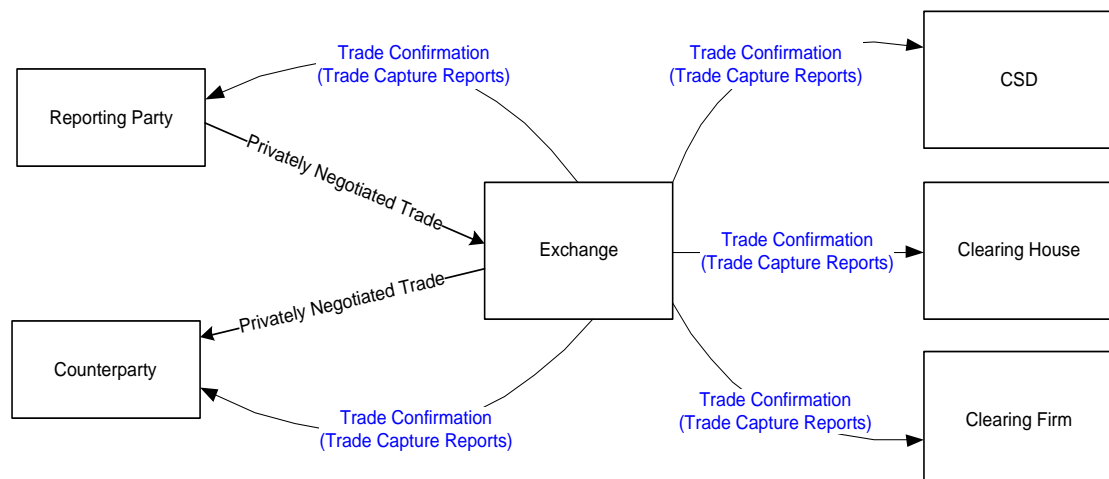 Trade Confirmation
(Trade Capture Reports)
Trade Confirmation
(Trade Capture Reports)
CSD
Reporting Party
Privately Negotiated Trade
Exchange
Trade Confirmation
(Trade Capture Reports)
Clearing House
Privately Negotiated Trade
Counterparty
Trade Confirmation
(Trade Capture Reports)
Trade Confirmation
(Trade Capture Reports)
Clearing Firm